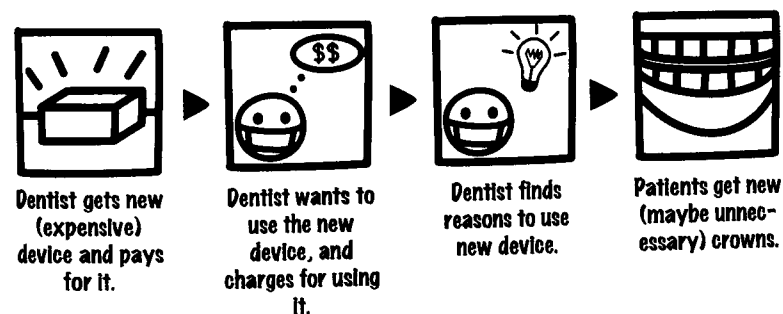 $$
Dentist gets new
(expensive)
device and pays
for it.
Dentist wants to
use the new
device, and
charges for using
it.
Dentist finds
reasons to use
new device.
Patients get new
(maybe unnec-
essary) crowns.